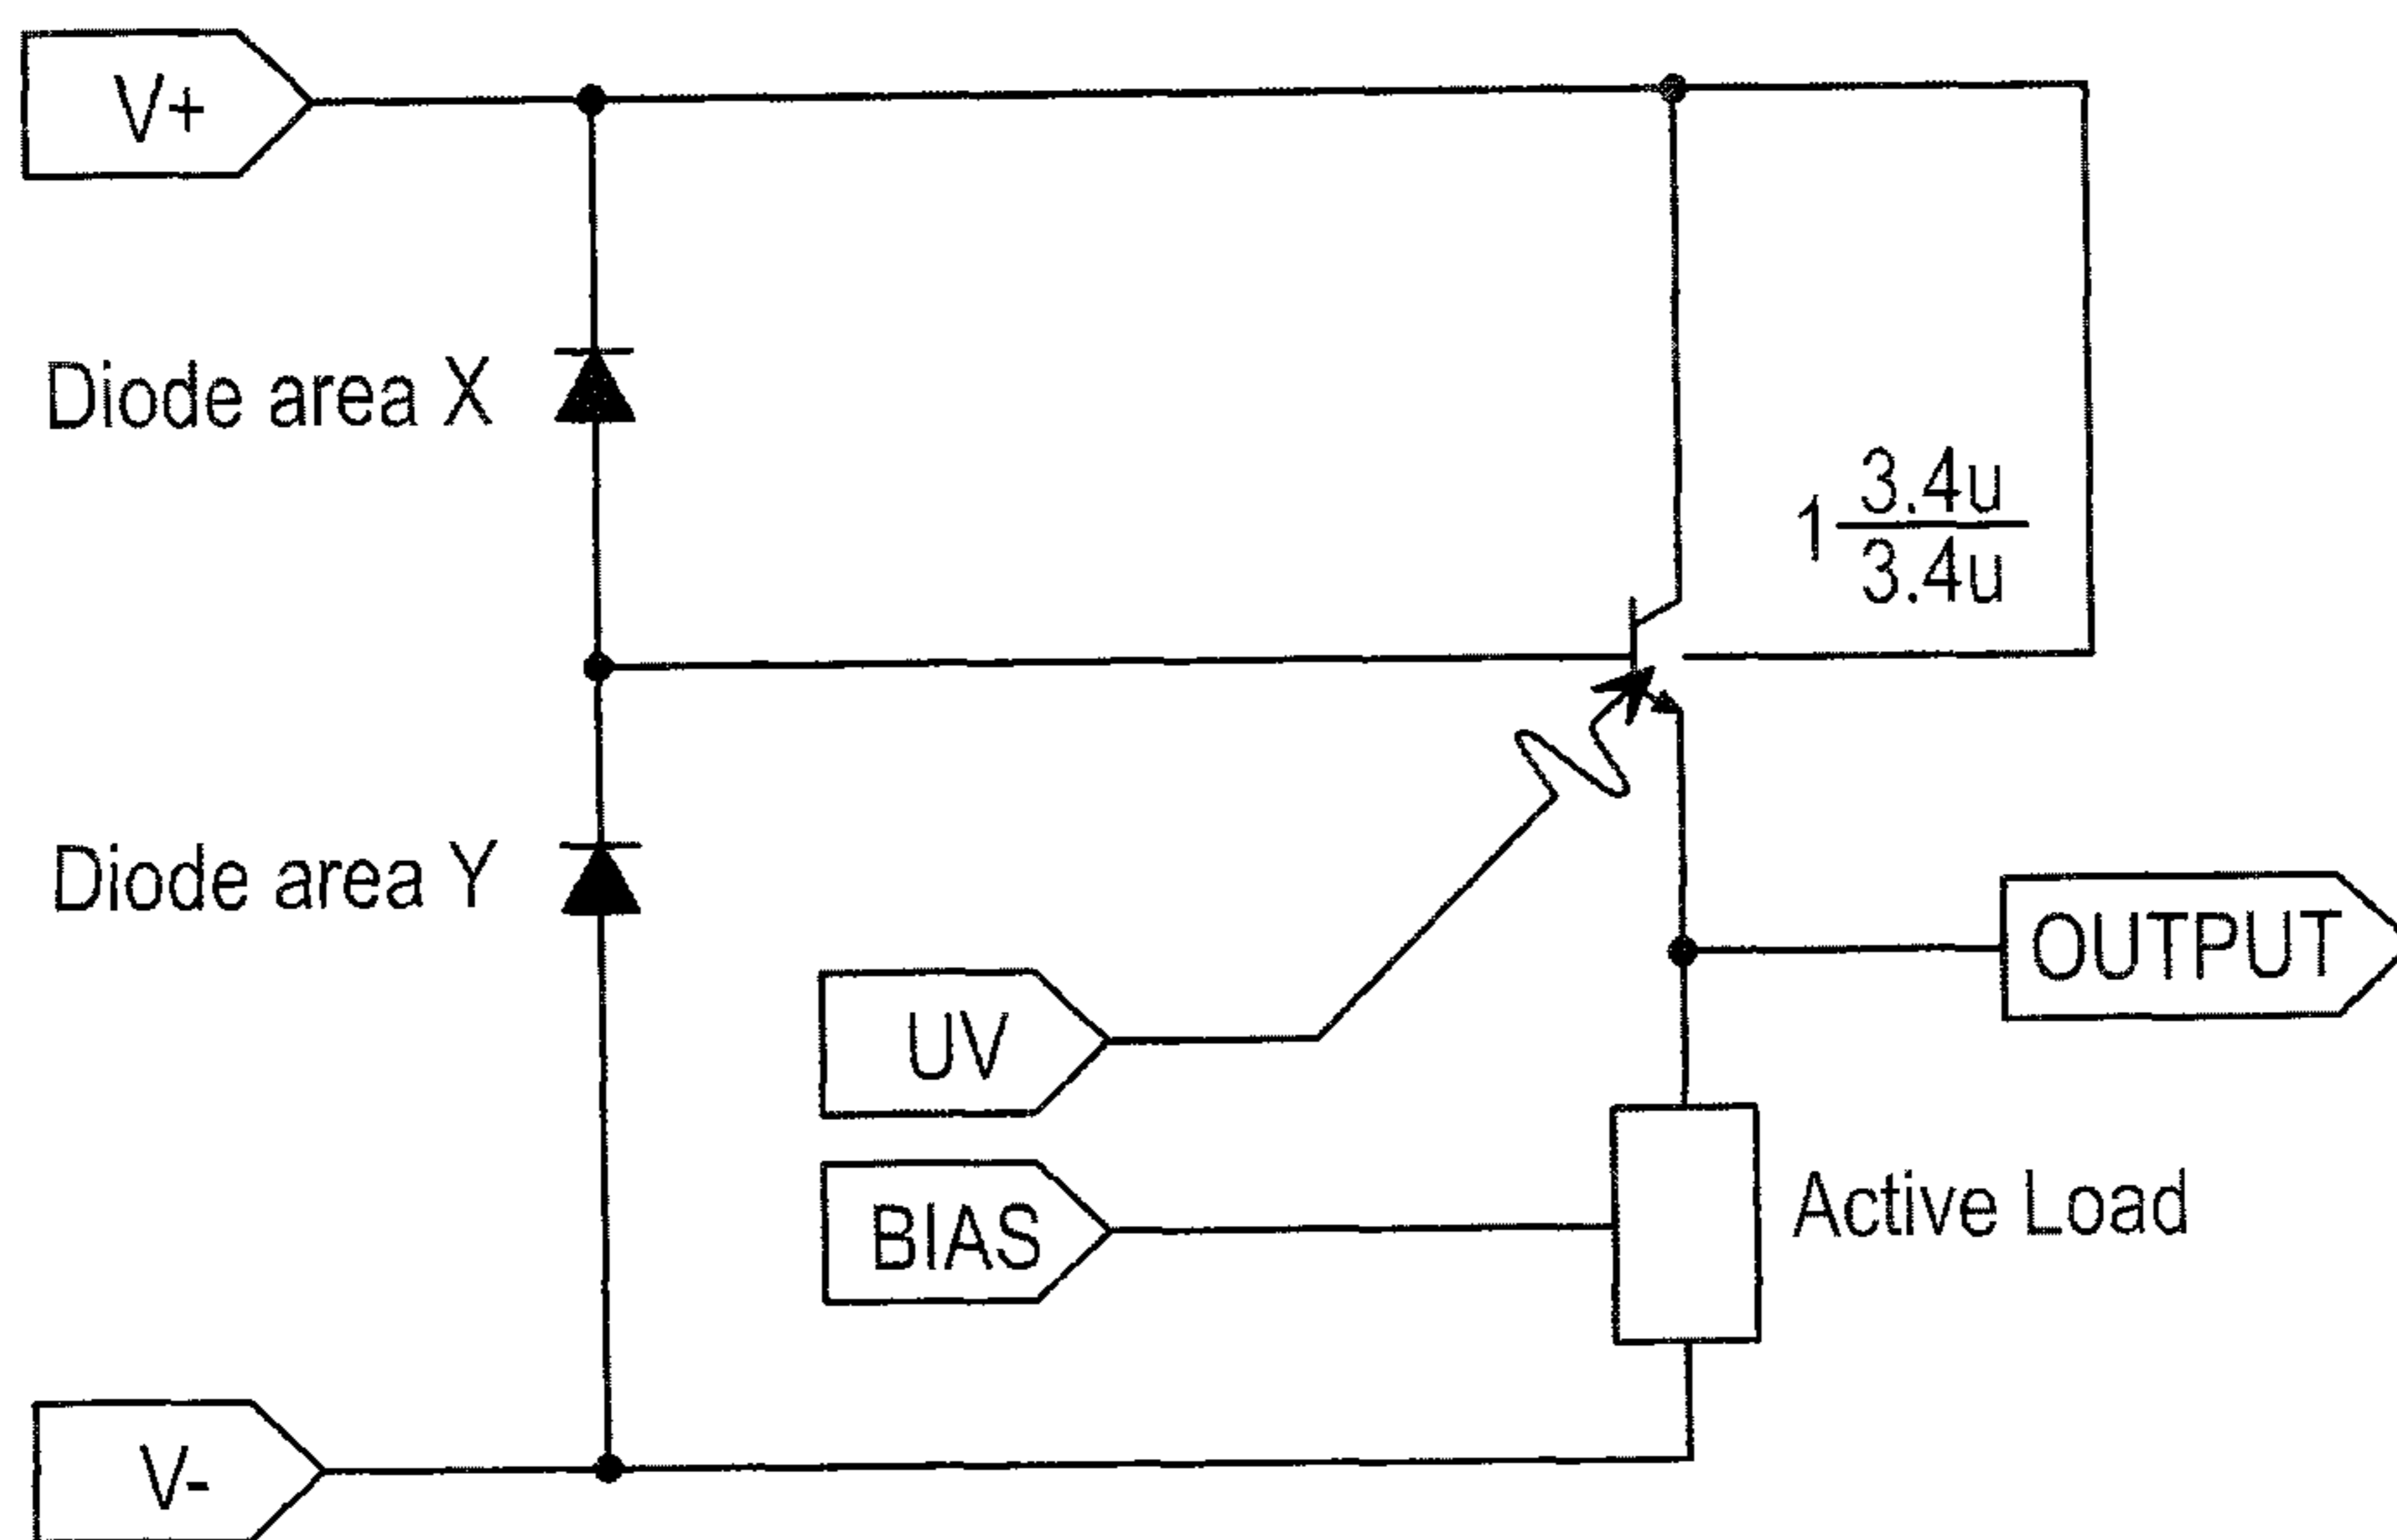 V+
Diode area X
1 3.4u
3.4u
Diode area Y
OUTPUT
UV
BIAS
Active Load
V-